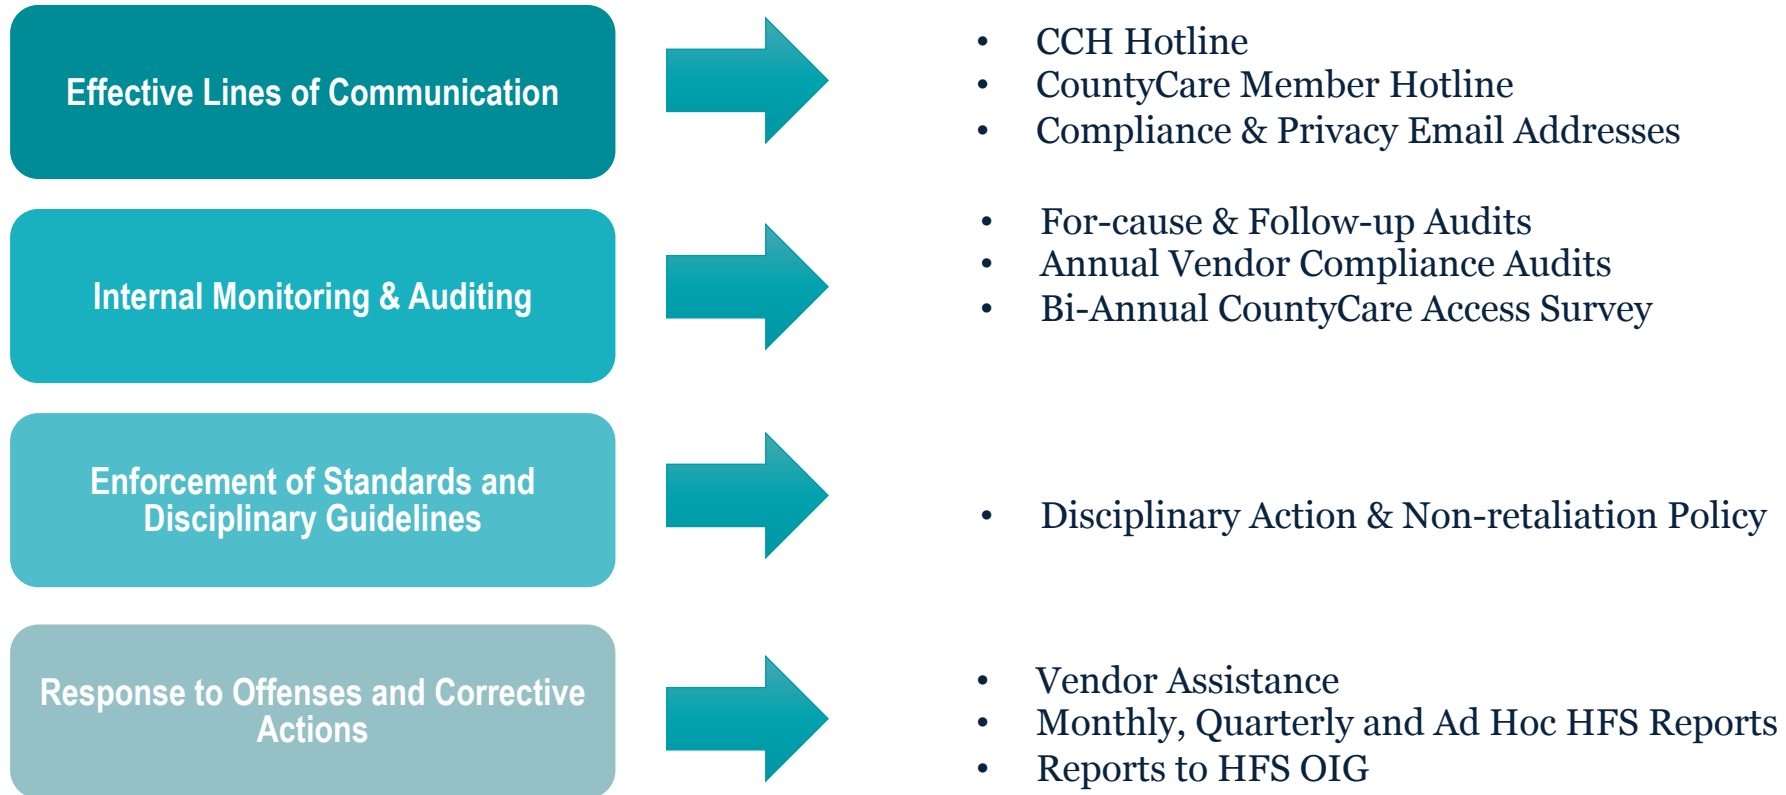 Effective Lines of Communication
• CCH Hotline
• CountyCare Member Hotline
• Compliance & Privacy Email Addresses
Internal Monitoring & Auditing
• For-cause & Follow-up Audits
• Annual Vendor Compliance Audits
• Bi-Annual CountyCare Access Survey
Enforcement of Standards and
Disciplinary Guidelines
• Disciplinary Action & Non-retaliation Policy
Response to Offenses and Corrective
Actions
• Vendor Assistance
• Monthly, Quarterly and Ad Hoc HFS Reports
• Reports to HFS OIG